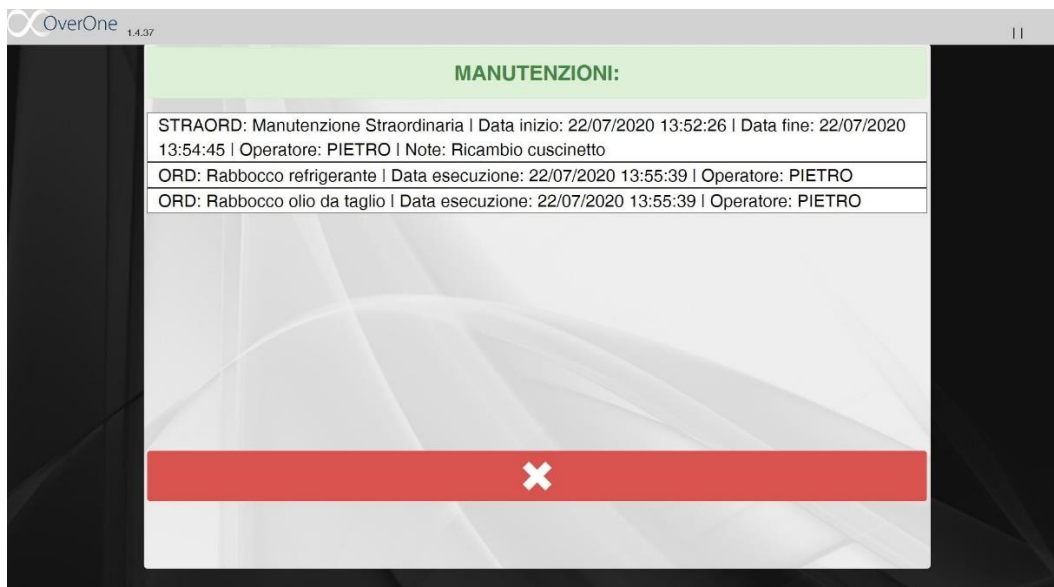 OverOne 1.4.37
MANUTENZIONI:
STRAORD: Manutenzione Straordinaria | Data inizio: 22/07/2020 13:52:26 | Data fine: 22/07/2020
13:54:45 | Operatore: PIETRO | Note: Ricambio cuscinetto
ORD: Rabbocco refrigerante | Data esecuzione: 22/07/2020 13:55:39 | Operatore: PIETRO
ORD: Rabbocco olio da taglio | Data esecuzione: 22/07/2020 13:55:39 | Operatore: PIETRO